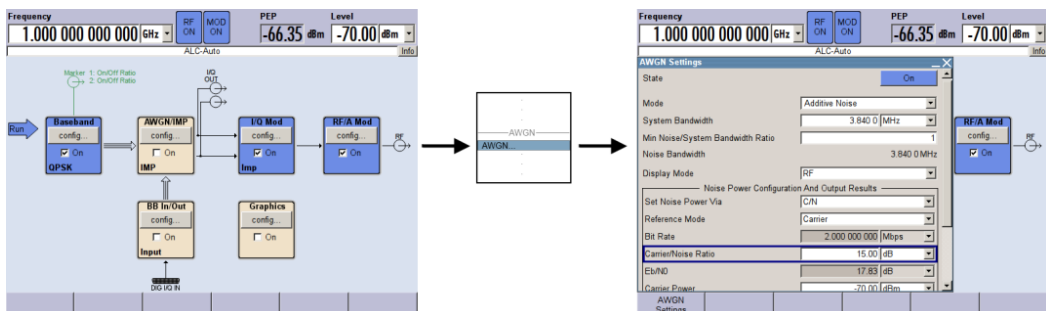 Frequency
PEP
Level
1.000 000 000 000 GHz
RF ON
MOD ON
-66.35 dBm
-70.00 dBm
ALC-Auto
Info
Marker 1: On/Off Ratio
2: On/Off Ratio
I/Q
OUT
Run
Baseband
config...
On
QPSK
AWGN/IMP
config...
On
IMP
I/Q Mod
config...
On
Imp
RF/A Mod
config...
On
RF
BB In/Out
config...
On
Input
Graphics
config...
On
DIG I/Q IN
AWGN
AWGN...
Frequency
PEP
Level
1.000 000 000 000 GHz
RF ON
MOD ON
-66.35 dBm
-70.00 dBm
ALC-Auto
Info
AWGN Settings
State On
Mode Additive Noise
System Bandwidth 3.840 0 MHz
Min Noise/System Bandwidth Ratio 1
Noise Bandwidth 3.840 0 MHz
Display Mode RF
Noise Power Configuration And Output Results
Set Noise Power Via C/N
Reference Mode Carrier
Bit Rate 2.000 000 000 Mbps
Carrier/Noise Ratio 15.00 dB
Eb/N0 17.83 dB
Carrier Power -70.00 dBm
RF/A Mod
config...
On
RF
AWGN
Settings